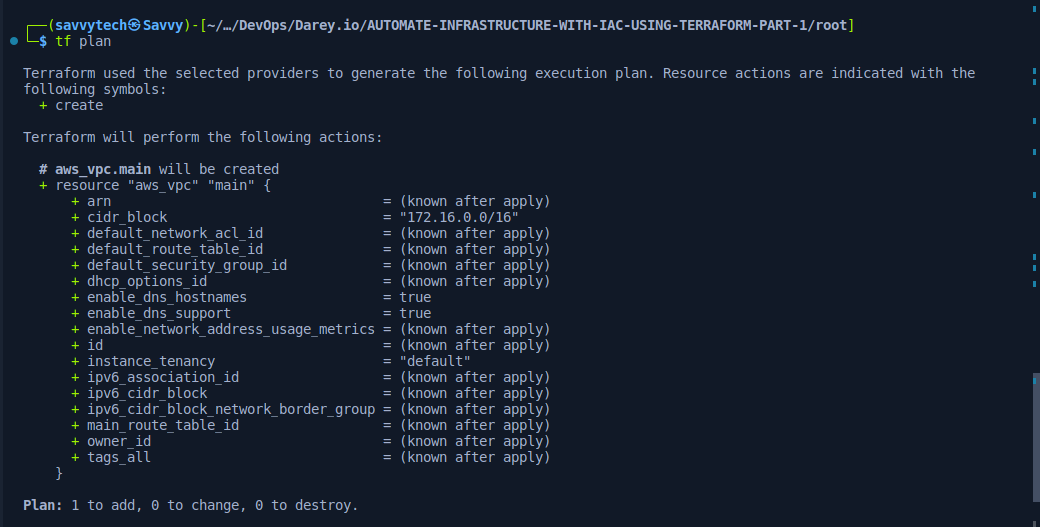 ┌──(savvytech㉿Savvy)-[~/…/DevOps/Darey.io/AUTOMATE-INFRASTRUCTURE-WITH-IAC-USING-TERRAFORM-PART-1/root]
└─$ tf plan
Terraform used the selected providers to generate the following execution plan. Resource actions are indicated with the
following symbols:
  + create
Terraform will perform the following actions:
  # aws_vpc.main will be created
  + resource "aws_vpc" "main" {
      + arn                                  = (known after apply)
      + cidr_block                           = "172.16.0.0/16"
      + default_network_acl_id               = (known after apply)
      + default_route_table_id               = (known after apply)
      + default_security_group_id            = (known after apply)
      + dhcp_options_id                      = (known after apply)
      + enable_dns_hostnames                 = true
      + enable_dns_support                   = true
      + enable_network_address_usage_metrics = (known after apply)
      + id                                   = (known after apply)
      + instance_tenancy                     = "default"
      + ipv6_association_id                  = (known after apply)
      + ipv6_cidr_block                      = (known after apply)
      + ipv6_cidr_block_network_border_group = (known after apply)
      + main_route_table_id                  = (known after apply)
      + owner_id                             = (known after apply)
      + tags_all                             = (known after apply)
    }
Plan: 1 to add, 0 to change, 0 to destroy.